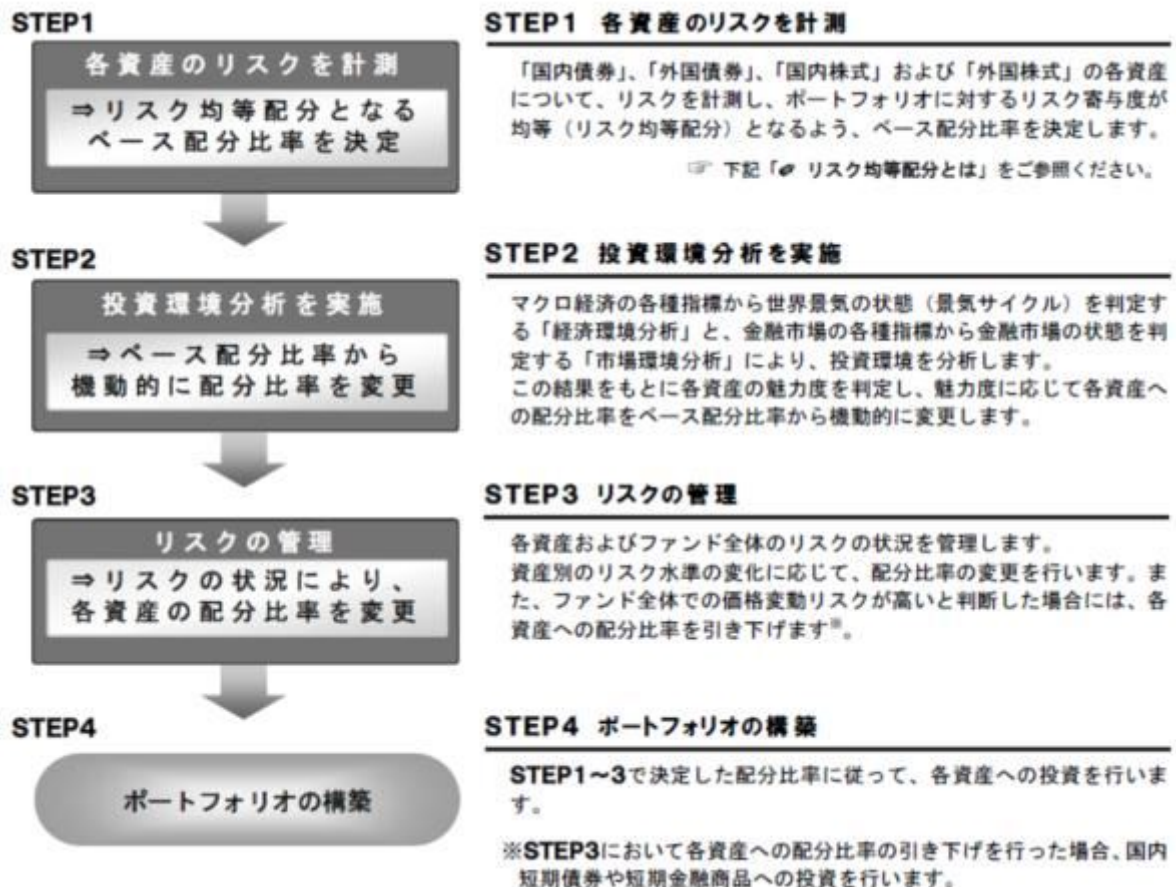 STEP1
各資産のリスクを計測
⇒リスク均等配分となる
ベース配分比率を決定
STEP1 各資産のリスクを計測
「国内債券」、「外国債券」、「国内株式」および「外国株式」の各資産
について、リスクを計測し、ポートフォリオに対するリスク寄与度が
均等（リスク均等配分）となるよう、ベース配分比率を決定します。
☞ 下記「 リスク均等配分とは」をご参照ください。
STEP2
投資環境分析を実施
⇒ベース配分比率から
機動的に配分比率を変更
STEP2 投資環境分析を実施
マクロ経済の各種指標から世界景気の状態（景気サイクル）を判定す
る「経済環境分析」と、金融市場の各種指標から金融市場の状態を判
定する「市場環境分析」により、投資環境を分析します。
この結果をもとに各資産の魅力度を判定し、魅力度に応じて各資産へ
の配分比率をベース配分比率から機動的に変更します。
STEP3
リスクの管理
⇒リスクの状況により、
各資産の配分比率を変更
STEP3 リスクの管理
各資産およびファンド全体のリスクの状況を管理します。
資産別のリスク水準の変化に応じて、配分比率の変更を行います。ま
た、ファンド全体での価格変動リスクが高いと判断した場合には、各
資産への配分比率を引き下げます※。
STEP4
ポートフォリオの構築
STEP4 ポートフォリオの構築
STEP1～3で決定した配分比率に従って、各資産への投資を行いま
す。
※STEP3において各資産への配分比率の引き下げを行った場合、国内
短期債券や短期金融商品への投資を行います。